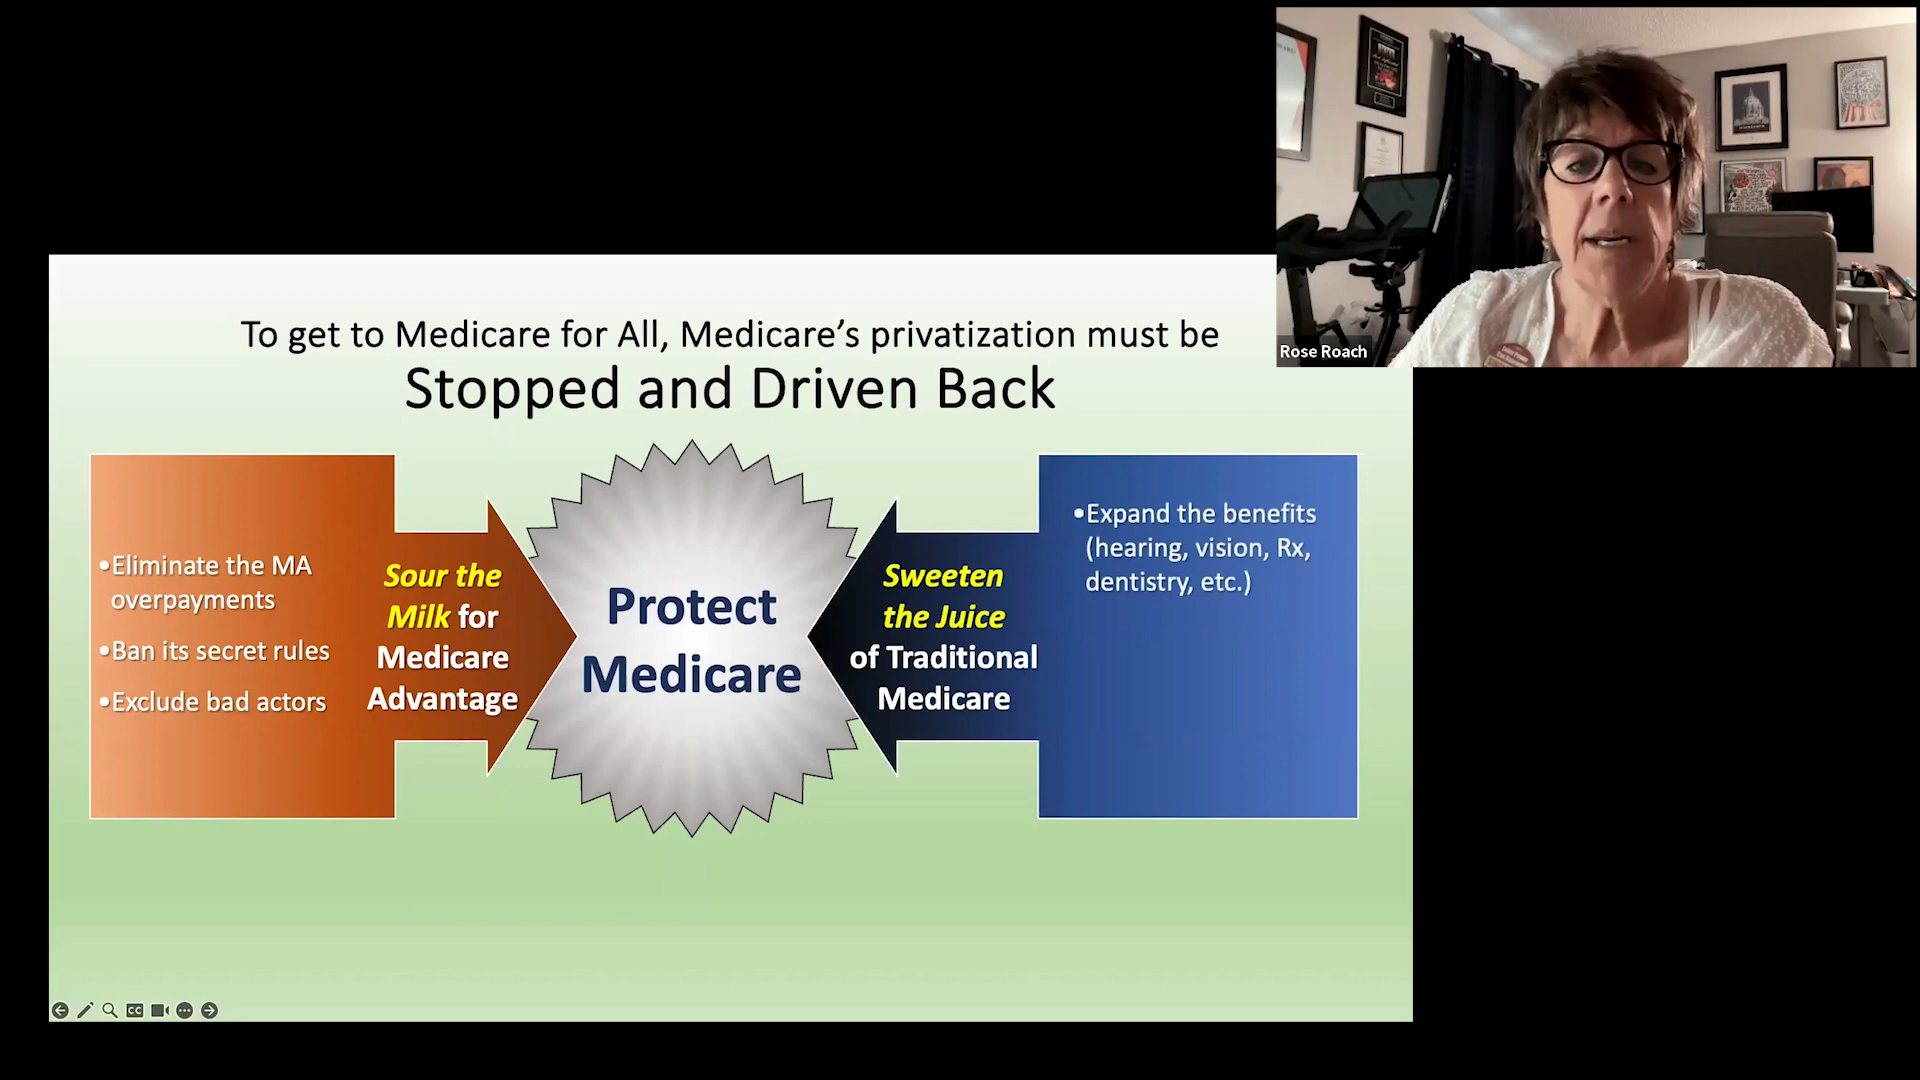 To get to Medicare for All, Medicare’s privatization must be
Stopped and Driven Back
•Eliminate the MA
overpayments
•Ban its secret rules
•Exclude bad actors
Sour the
Milk for
Medicare
Advantage
Protect
Medicare
Sweeten
the Juice
of Traditional
Medicare
•Expand the benefits
(hearing, vision, Rx,
dentistry, etc.)
Rose Roach
CC